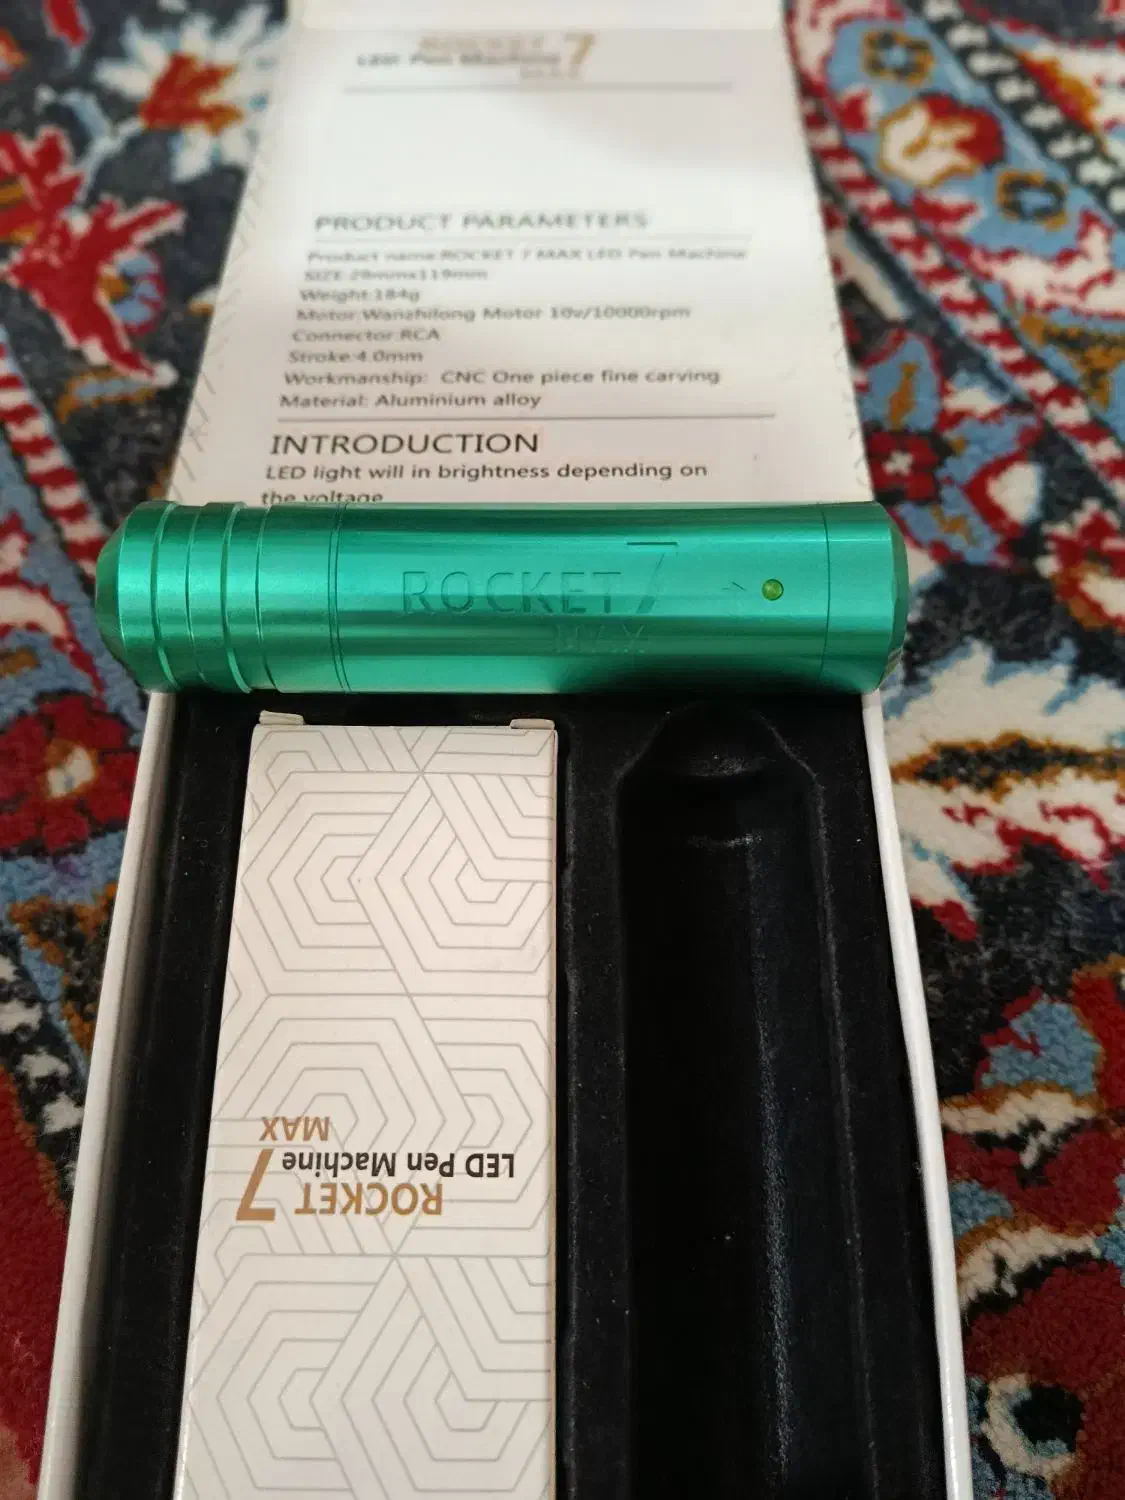 ROCKET 7
LED Pen Machine
MAX
PRODUCT PARAMETERS
Product name:ROCKET 7 MAX LED Pen Machine
SIZE:29mmx119mm
Weight:184g
Motor:Wanzhilong Motor 10v/10000rpm
Connector:RCA
Stroke:4.0mm
Workmanship: CNC One piece fine carving
Material: Aluminium alloy
INTRODUCTION
LED light will in brightness depending on
the voltage
ROCKET 7
MAX
ROCKET 7
LED Pen Machine
MAX